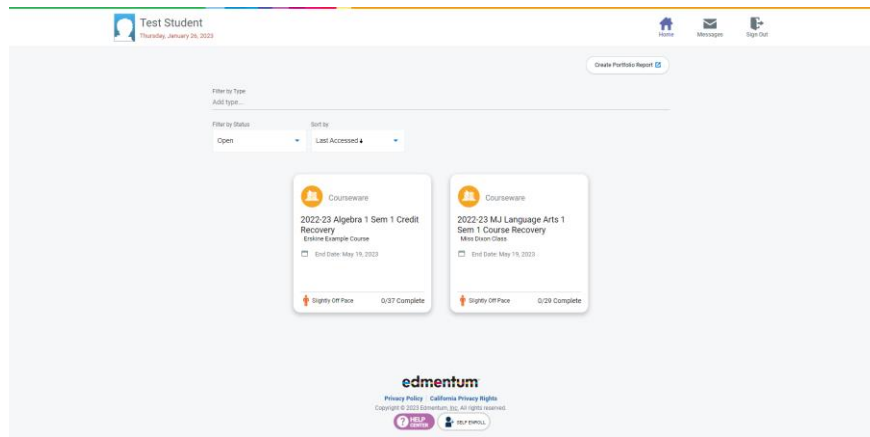 Test Student
Thursday, January 26, 2023
Home
Messages
Sign Out
Create Portfolio Report
Filter by Type
Add type...
Filter by Status
Sort by
Open
Last Accessed
Courseware
2022-23 Algebra 1 Sem 1 Credit
Recovery
Erskine Example Course
End Date: May 19, 2023
Slightly Off Pace
0/37 Complete
Courseware
2022-23 MJ Language Arts 1
Sem 1 Course Recovery
Miss Dixon Class
End Date: May 19, 2023
Slightly Off Pace
0/29 Complete
edmentum
Privacy Policy | California Privacy Rights
Copyright © 2023 Edmentum, Inc. All rights reserved.
? HELP
CENTER
SELF ENROLL